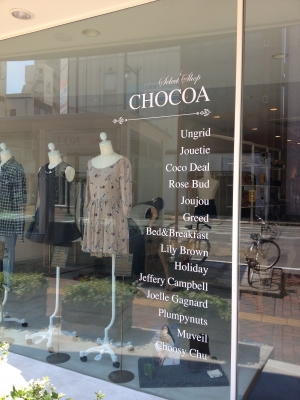 Select Shop
CHOCOA
Ungrid
Jouetie
Coco Deal
Rose Bud
Joujou
Greed
Bed&Breakfast
Lily Brown
Holiday
Jeffery Campbell
Joelle Gagnard
Plumpynuts
Muveil
Choosy Chu